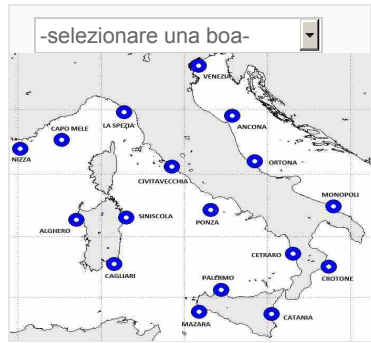 -selezionare una boa-
VENEZIA
ANCONA
LA SPEZIA
CAPO MELE
NIZZA
ORTONA
CIVITAVECCHIA
MONOPOLI
SINISCOLA
PONZA
ALGHERO
CETRARO
CROTONE
CAGLIARI
PALERMO
MAZARA
CATANIA